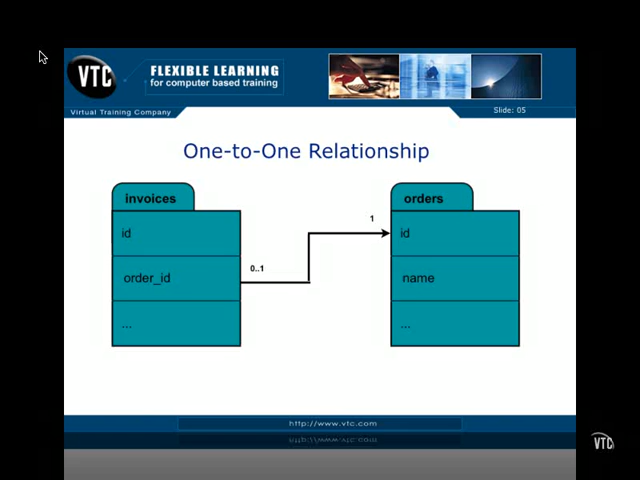 VTC
FLEXIBLE LEARNING
for computer based training
Virtual Training Company
Slide: 05
One-to-One Relationship
invoices
id
order_id
...
0..1
1
orders
id
name
...
http://www.vtc.com
VTC